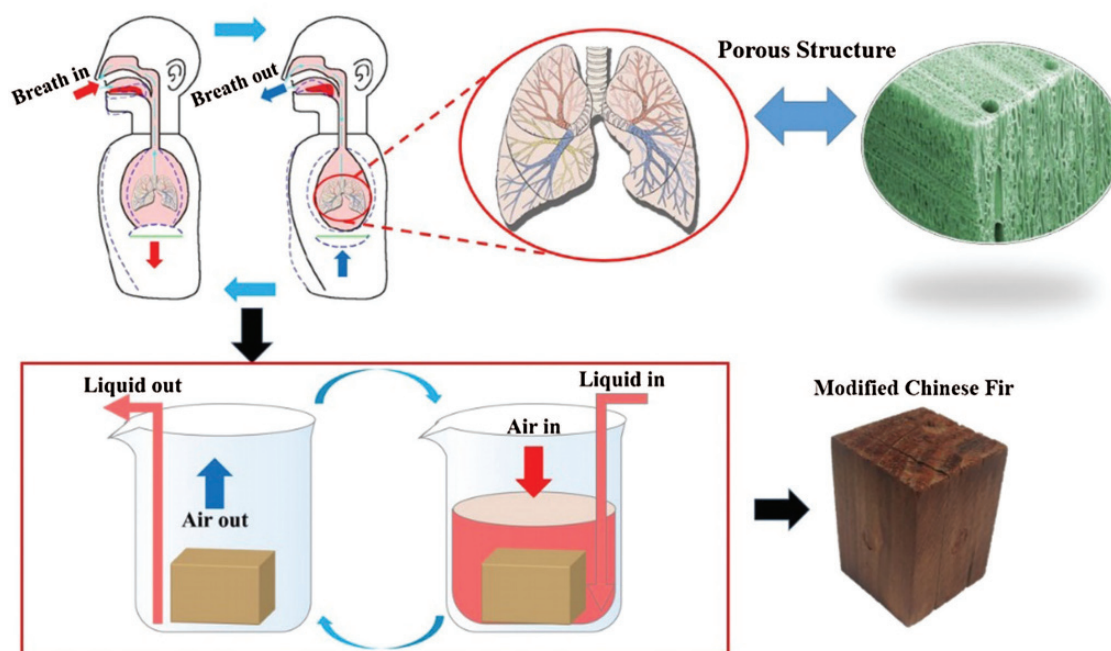 Breath in
Breath out
Porous Structure
Liquid out
Air out
Liquid in
Air in
Modified Chinese Fir